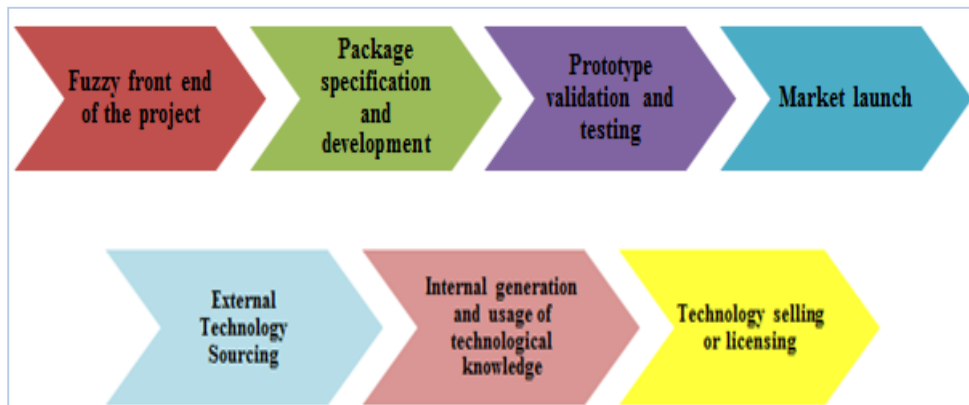 Fuzzy front end
of the project
Package
specification
and
development
Prototype
validation and
testing
Market launch
External
Technology
Sourcing
Internal generation
and usage of
technological
knowledge
Technology selling
or licensing